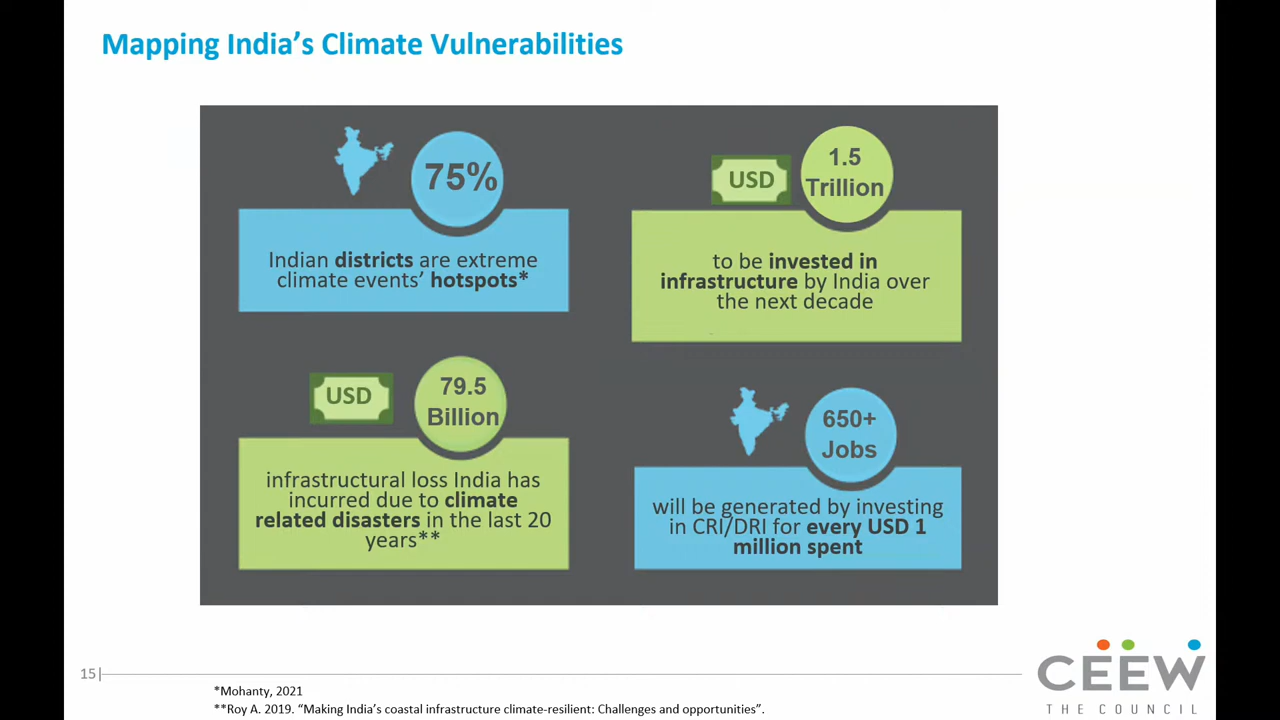 Mapping India’s Climate Vulnerabilities
75%
Indian districts are extreme
climate events’ hotspots*
USD
1.5
Trillion
to be invested in
infrastructure by India over
the next decade
USD
79.5
Billion
infrastructural loss India has
incurred due to climate
related disasters in the last 20
years**
650+
Jobs
will be generated by investing
in CRI/DRI for every USD 1
million spent
15
*Mohanty, 2021
**Roy A. 2019. “Making India’s coastal infrastructure climate-resilient: Challenges and opportunities”.
CEEW
THE COUNCIL